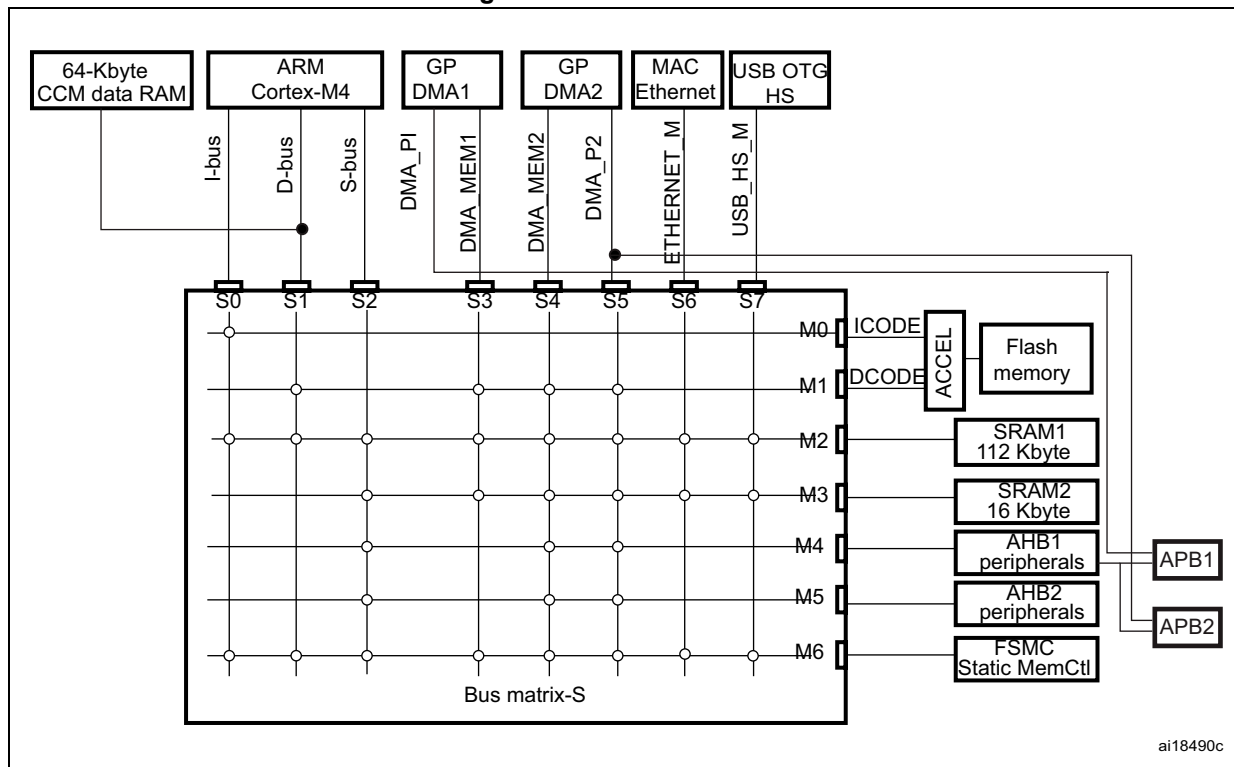 64-Kbyte
CCM data RAM
ARM
Cortex-M4
GP
DMA1
GP
DMA2
MAC
Ethernet
USB OTG
HS
I-bus
D-bus
S-bus
DMA_PI
DMA_MEM1
DMA_MEM2
DMA_P2
ETHERNET_M
USB_HS_M
S0
S1
S2
S3
S4
S5
S6
S7
M0
ICODE
M1
DCODE
ACCEL
Flash
memory
M2
SRAM1
112 Kbyte
M3
SRAM2
16 Kbyte
M4
AHB1
peripherals
APB1
M5
AHB2
peripherals
APB2
M6
FSMC
Static MemCtl
Bus matrix-S
ai18490c